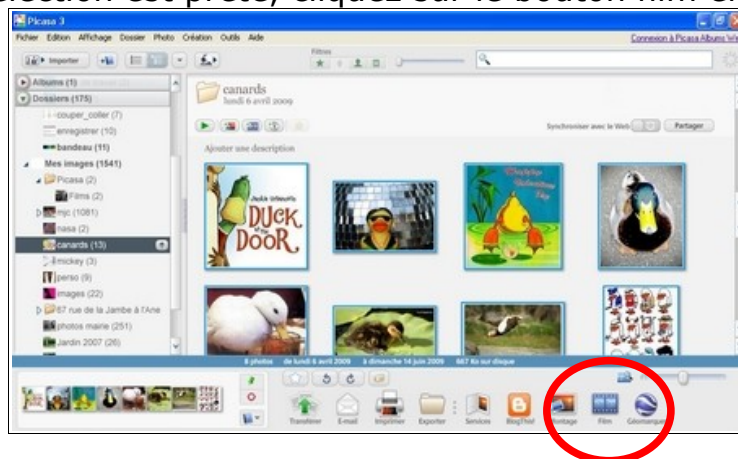 élection est prête, cliquez sur le bouton film en
Picasa 3
Fichier Edition Affichage Dossier Photo Création Outils Aide
Connexion à Picasa Albums We
Importer
Filtres
Albums (1)
Dossiers (175)
couper_coller (7)
enregistrer (10)
bandeau (11)
Mes images (1541)
Picasa (2)
Films (2)
mjc (1081)
nasa (2)
canards (13)
mickey (3)
perso (9)
images (22)
67 rue de la Jambe à l'Ane
photos mairie (251)
Jardin 2007 (26)
canards
lundi 6 avril 2009
Synchroniser avec le Web
Partager
Ajouter une description
DUCK
DOOR
8 photos de lundi 6 avril 2009 à dimanche 14 juin 2009 667 Ko sur disque
Transférer E-mail Imprimer Exporter Services BlogThis! Montage Film Géomarquer